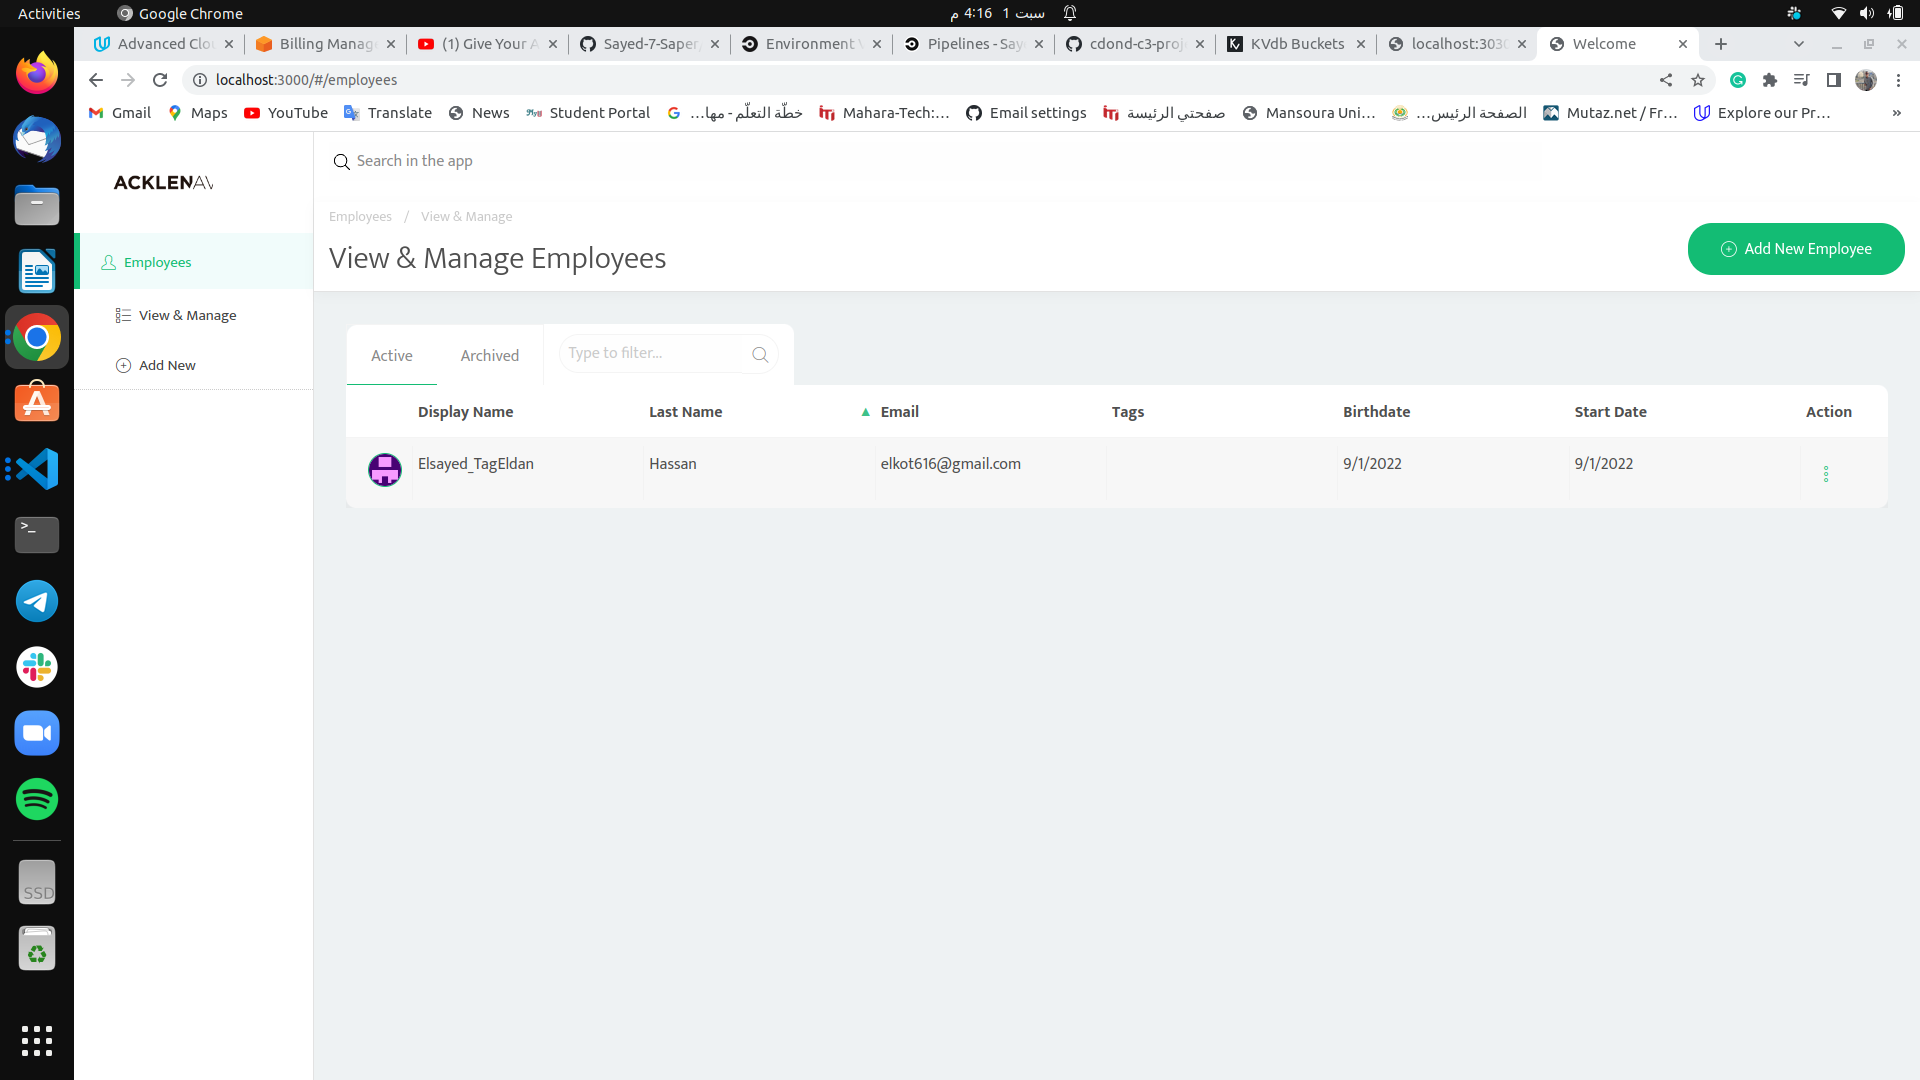 Activities
Google Chrome
سبت 1 4:16 م
Advanced Clo
Billing Manag
(1) Give Your A
Sayed-7-Saper
Environment V
Pipelines - Say
cdond-c3-proj
KVdb Buckets
localhost:3030
Welcome
localhost:3000/#/employees
Gmail
Maps
YouTube
Translate
News
Student Portal
خطّة التعلّم - مها...
Mahara-Tech:...
Email settings
صفحتي الرئيسة
Mansoura Uni...
الصفحة الرئيس...
Mutaz.net / Fr...
Explore our Pr...
»
ACKLENAV
Search in the app
Employees / View & Manage
View & Manage Employees
Add New Employee
Employees
View & Manage
Add New
Active
Archived
Type to filter...
Display Name Last Name ▲ Email Tags Birthdate Start Date Action
Elsayed_TagEldan Hassan elkot616@gmail.com 9/1/2022 9/1/2022
>_
SSD